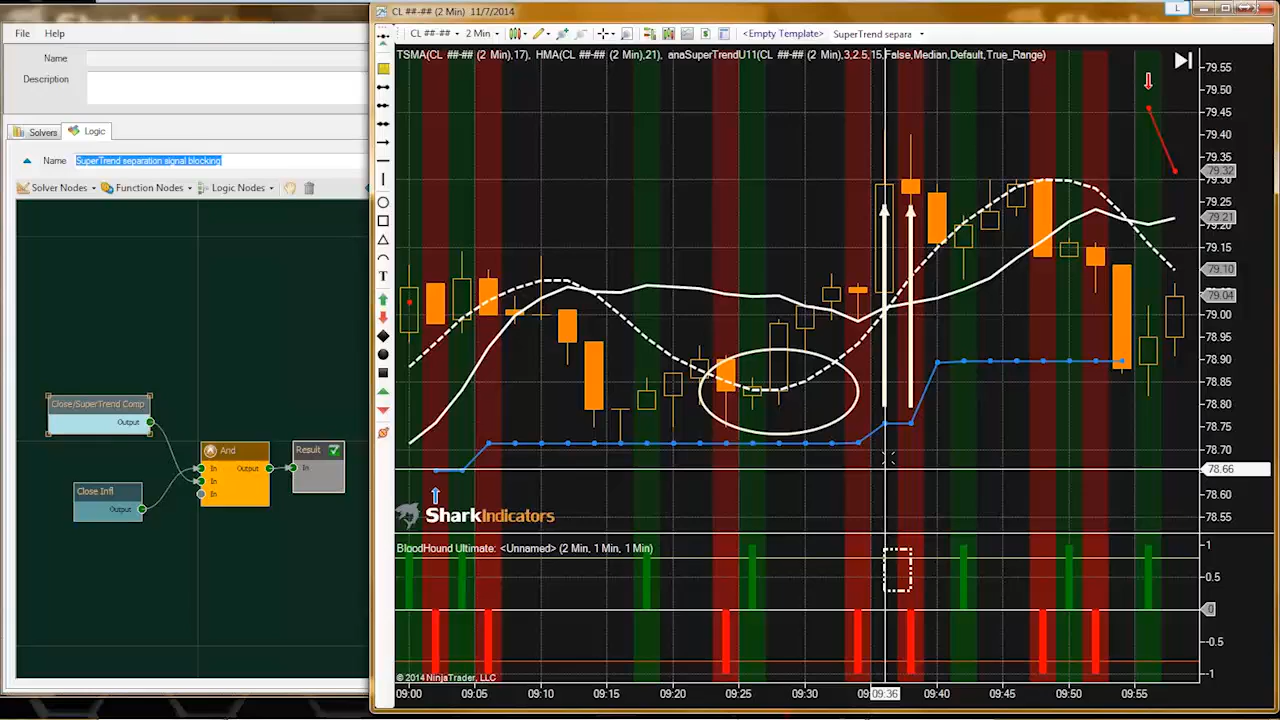 CL ##-## (2 Min) 11/7/2014
L
File Help
Name
Description
Solvers Logic
Name SuperTrend separation signal blocking
Solver Nodes Function Nodes Logic Nodes
Close/SuperTrend Comp
Output
Close Infl
Output
And
In Output
In
In
Result
In
CL ##-## 2 Min <Empty Template> SuperTrend separa
TSMA(CL ##-## (2 Min),17), HMA(CL ##-## (2 Min),21), anaSuperTrendU11(CL ##-## (2 Min),3,2.5,15,False,Median,Default,True_Range)
T
$
79.55
79.50
79.45
79.40
79.35
79.32
79.30
79.25
79.21
79.15
79.10
79.04
79.00
78.95
78.90
78.85
78.80
78.75
78.70
78.66
78.60
78.55
SharkIndicators
BloodHound Ultimate: <Unnamed> (2 Min, 1 Min, 1 Min)
1
0.5
0
-0.5
-1
© 2014 NinjaTrader, LLC
09:00 09:05 09:10 09:15 09:20 09:25 09:30 09:36 09:40 09:45 09:50 09:55